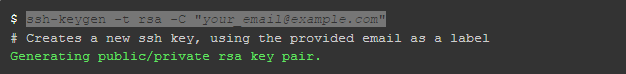 $ ssh-keygen -t rsa -C "your_email@example.com"
# Creates a new ssh key, using the provided email as a label
Generating public/private rsa key pair.